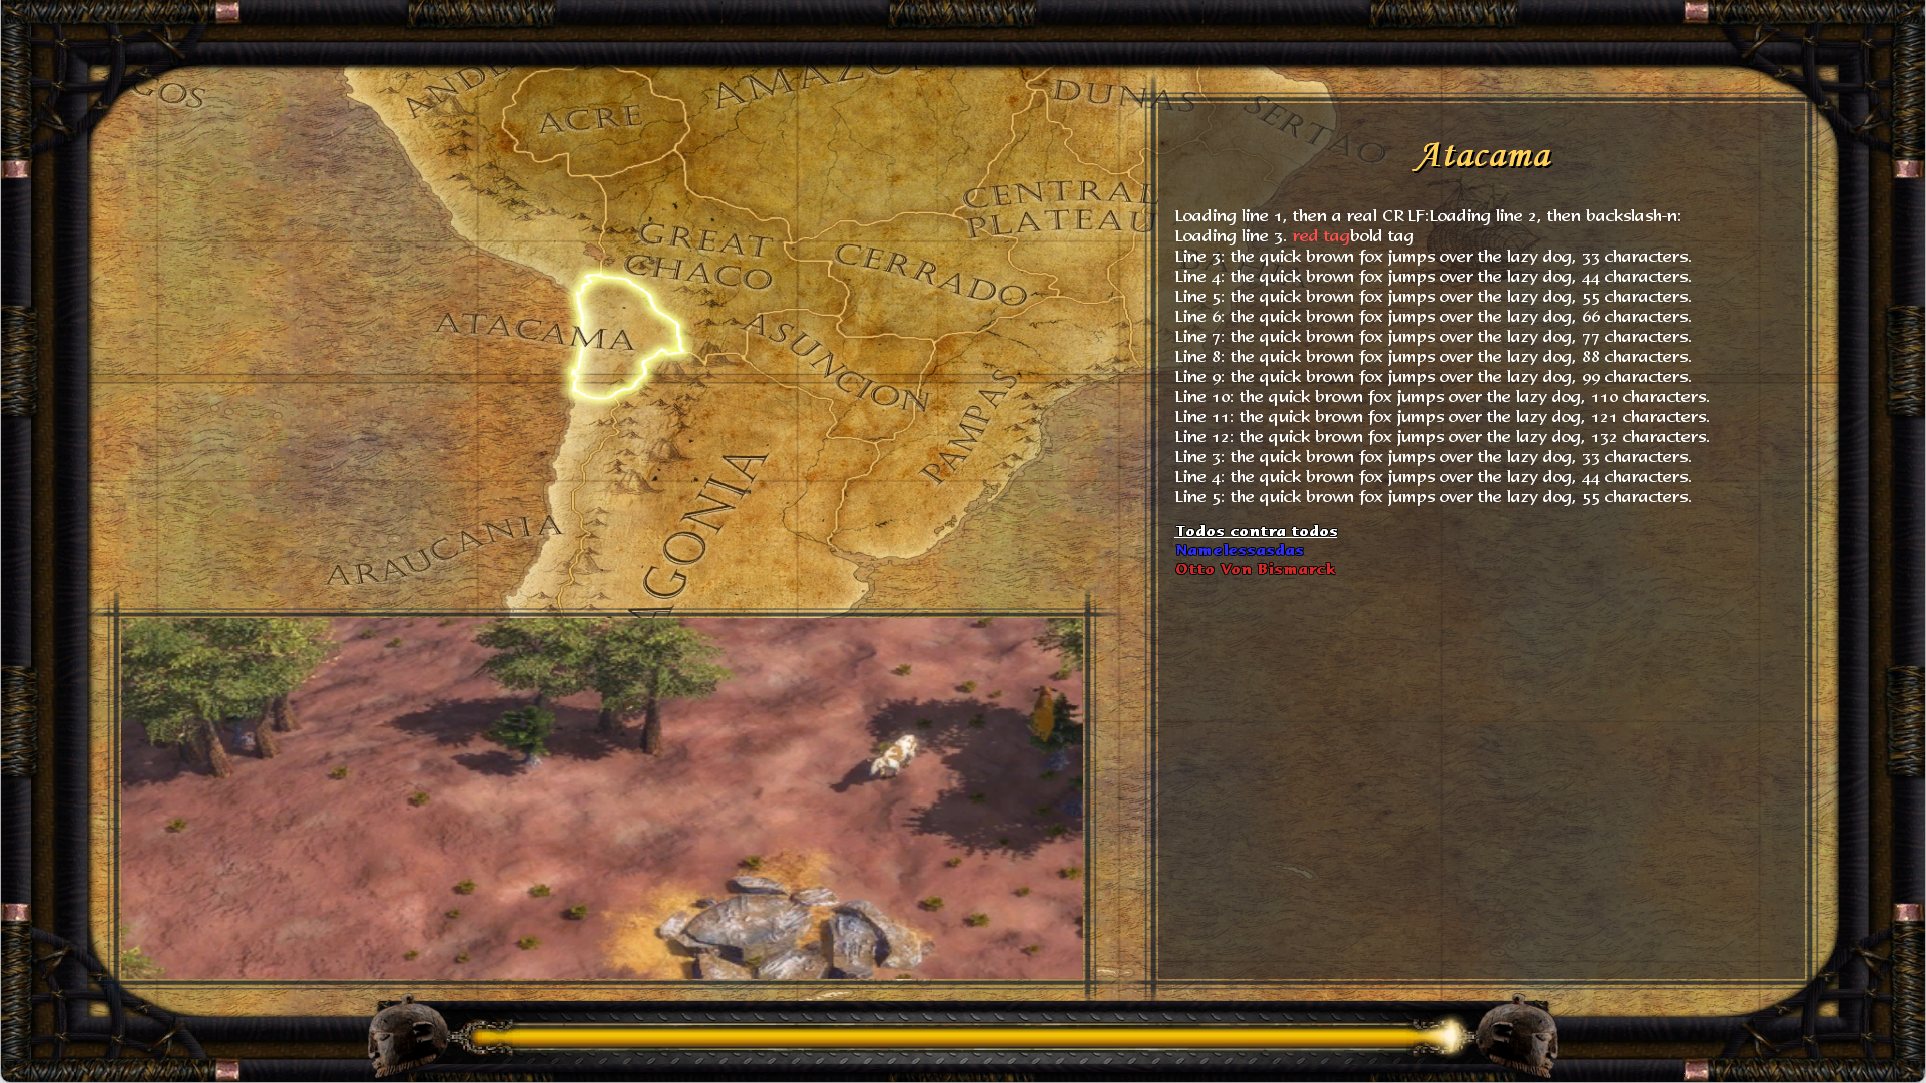 GOS
ANDE
ACRE
AMAZO
DUNAS
SERTAO
CENTRAL
PLATEAU
GREAT
CHACO
CERRADO
ATACAMA
ASUNCION
PAMPAS
AGONIA
ARAUCANIA
Atacama
Loading line 1, then a real CRLF:Loading line 2, then backslash-n:
Loading line 3. red tagbold tag
Line 3: the quick brown fox jumps over the lazy dog, 33 characters.
Line 4: the quick brown fox jumps over the lazy dog, 44 characters.
Line 5: the quick brown fox jumps over the lazy dog, 55 characters.
Line 6: the quick brown fox jumps over the lazy dog, 66 characters.
Line 7: the quick brown fox jumps over the lazy dog, 77 characters.
Line 8: the quick brown fox jumps over the lazy dog, 88 characters.
Line 9: the quick brown fox jumps over the lazy dog, 99 characters.
Line 10: the quick brown fox jumps over the lazy dog, 110 characters.
Line 11: the quick brown fox jumps over the lazy dog, 121 characters.
Line 12: the quick brown fox jumps over the lazy dog, 132 characters.
Line 3: the quick brown fox jumps over the lazy dog, 33 characters.
Line 4: the quick brown fox jumps over the lazy dog, 44 characters.
Line 5: the quick brown fox jumps over the lazy dog, 55 characters.
Todos contra todos
Namelessasdas
Otto Von Bismarck